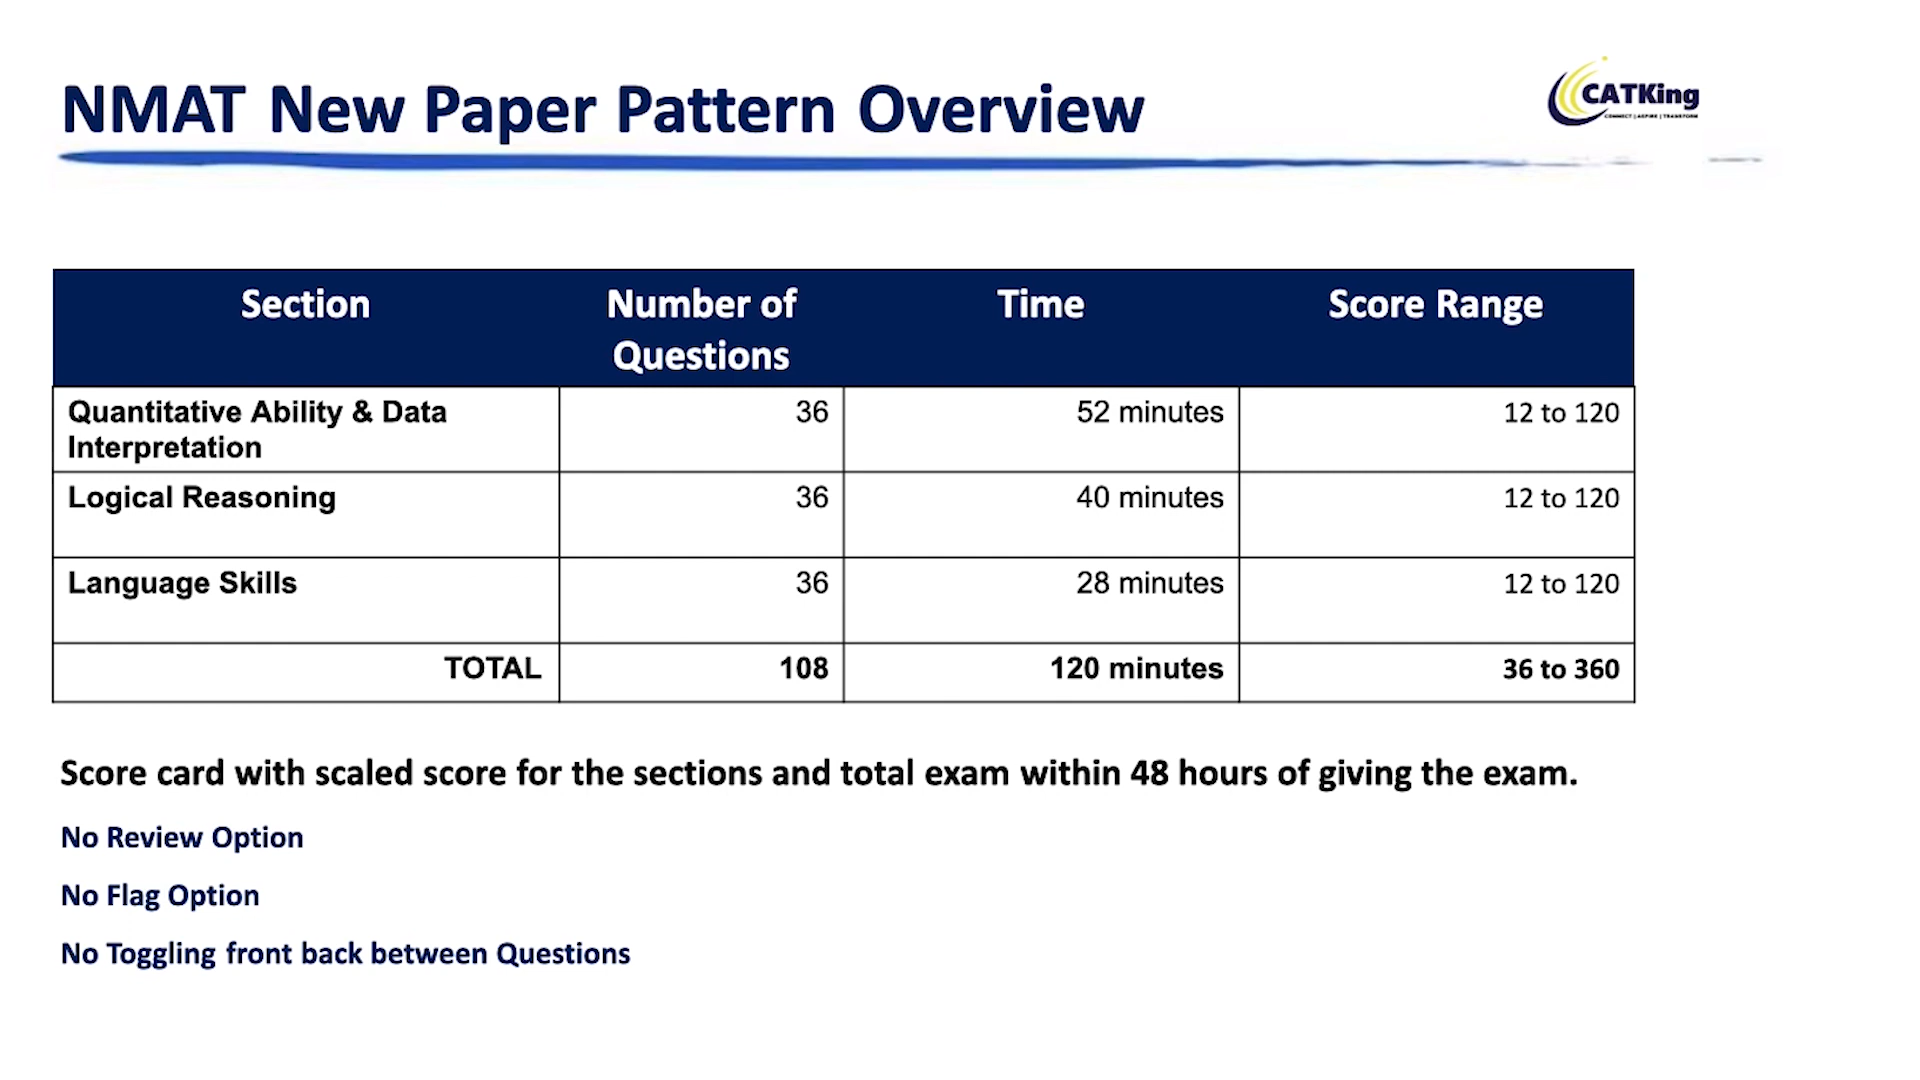 NMAT New Paper Pattern Overview
CATKing
CONNECT | ASPIRE | TRANSFORM
Section Number of Questions Time Score Range
Quantitative Ability & Data Interpretation 36 52 minutes 12 to 120
Logical Reasoning 36 40 minutes 12 to 120
Language Skills 36 28 minutes 12 to 120
TOTAL 108 120 minutes 36 to 360
Score card with scaled score for the sections and total exam within 48 hours of giving the exam.
No Review Option
No Flag Option
No Toggling front back between Questions